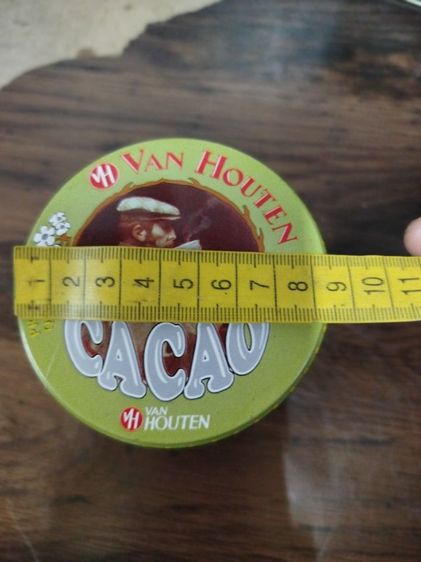 VH VAN HOUTEN
1 2 3 4 5 6 7 8 9 10 11
CACAO
VH VAN
HOUTEN